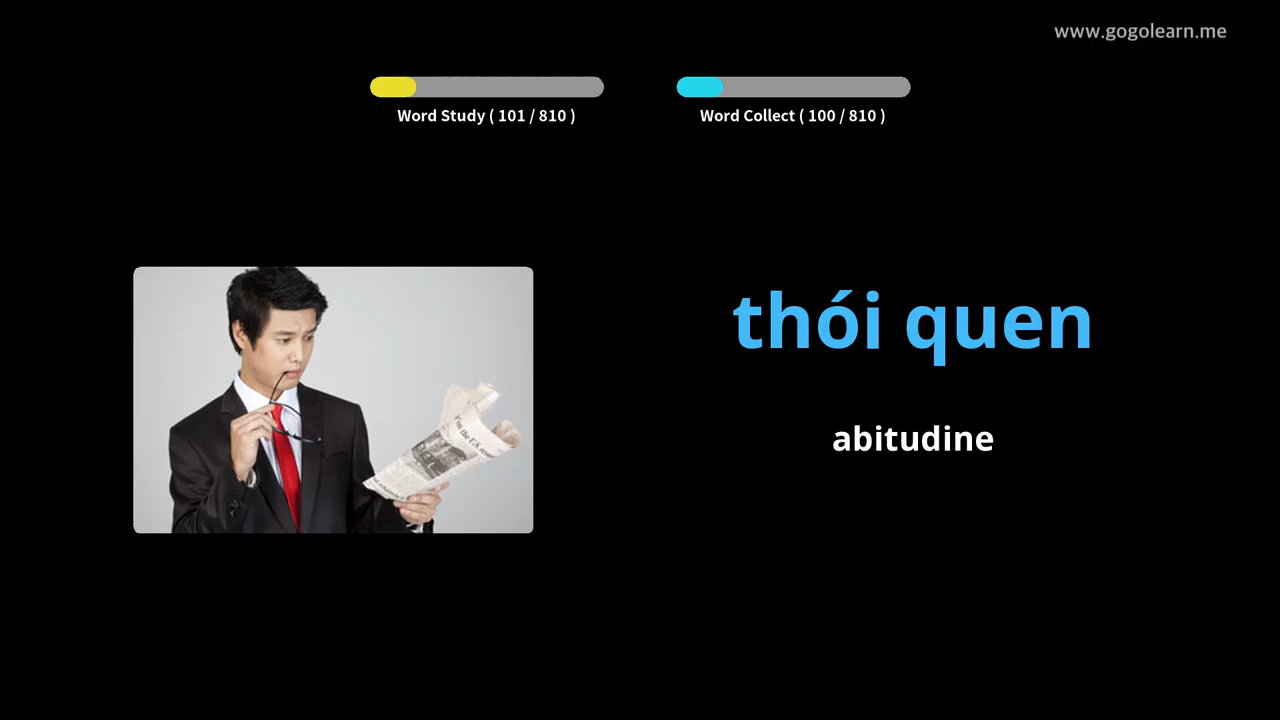 www.gogolearn.me
Word Study ( 101 / 810 )
Word Collect ( 100 / 810 )
thói quen
abitudine